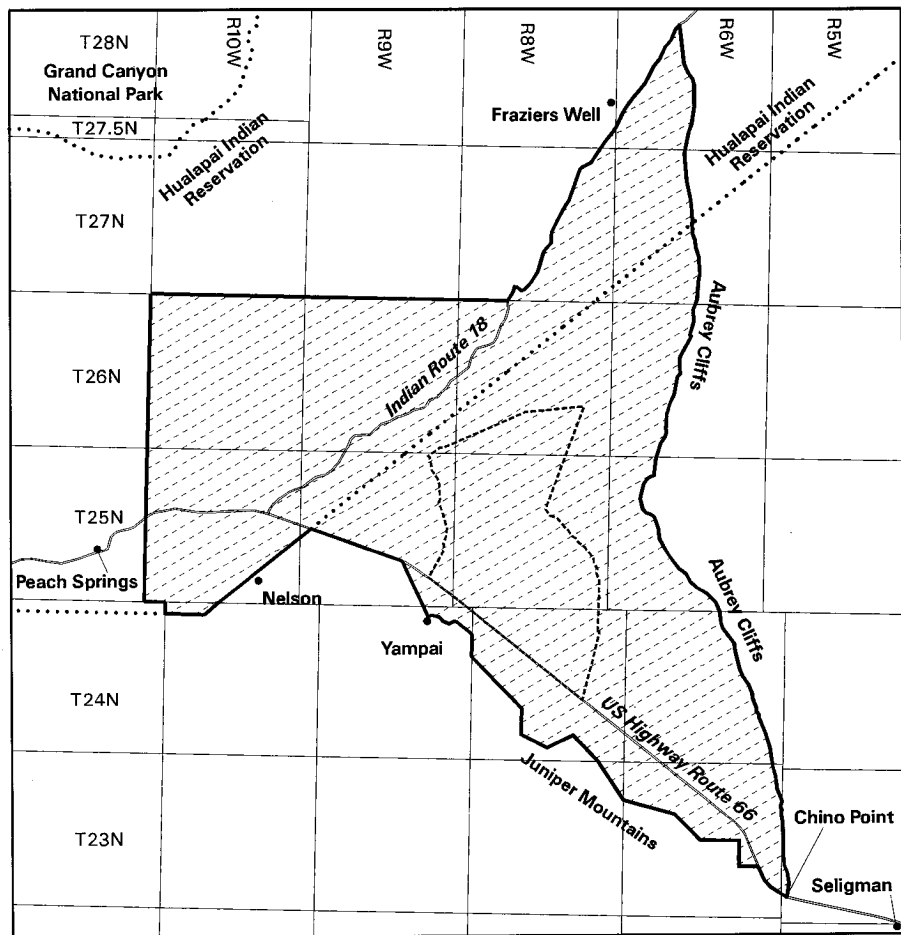 R10W
R9W
R8W
R6W
R5W
T28N
Grand Canyon
National Park
T27.5N
Hualapai Indian
Reservation
Fraziers Well
Hualapai Indian
Reservation
T27N
Aubrey Cliffs
Indian Route 18
T26N
T25N
Peach Springs
Nelson
Yampai
Aubrey Cliffs
T24N
US Highway Route 66
Juniper Mountains
T23N
Chino Point
Seligman